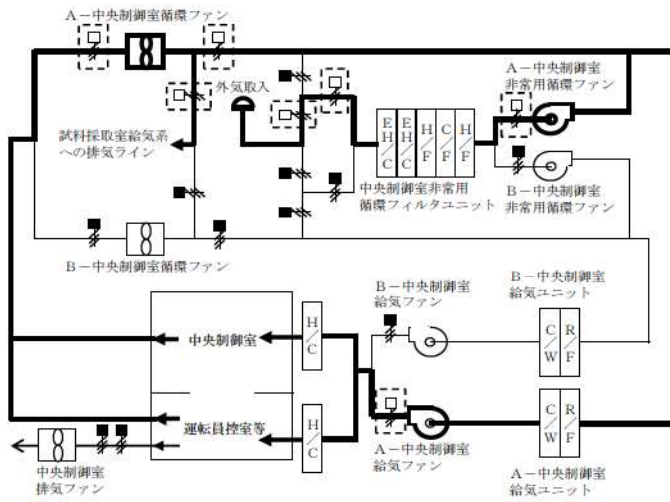 A－中央制御室循環ファン
外気取入
A－中央制御室
非常用循環ファン
試料採取室給気系
への排気ライン
E
H
/
C
E
H
/
C
H
/
F
C
/
F
H
/
F
中央制御室非常用
循環フィルタユニット
B－中央制御室
非常用循環ファン
B－中央制御室循環ファン
B－中央制御室
給気ファン
B－中央制御室
給気ユニット
C
/
W
R
/
F
中央制御室
H
/
C
運転員控室等
H
/
C
A－中央制御室
給気ファン
C
/
W
R
/
F
A－中央制御室
給気ユニット
中央制御室
排気ファン